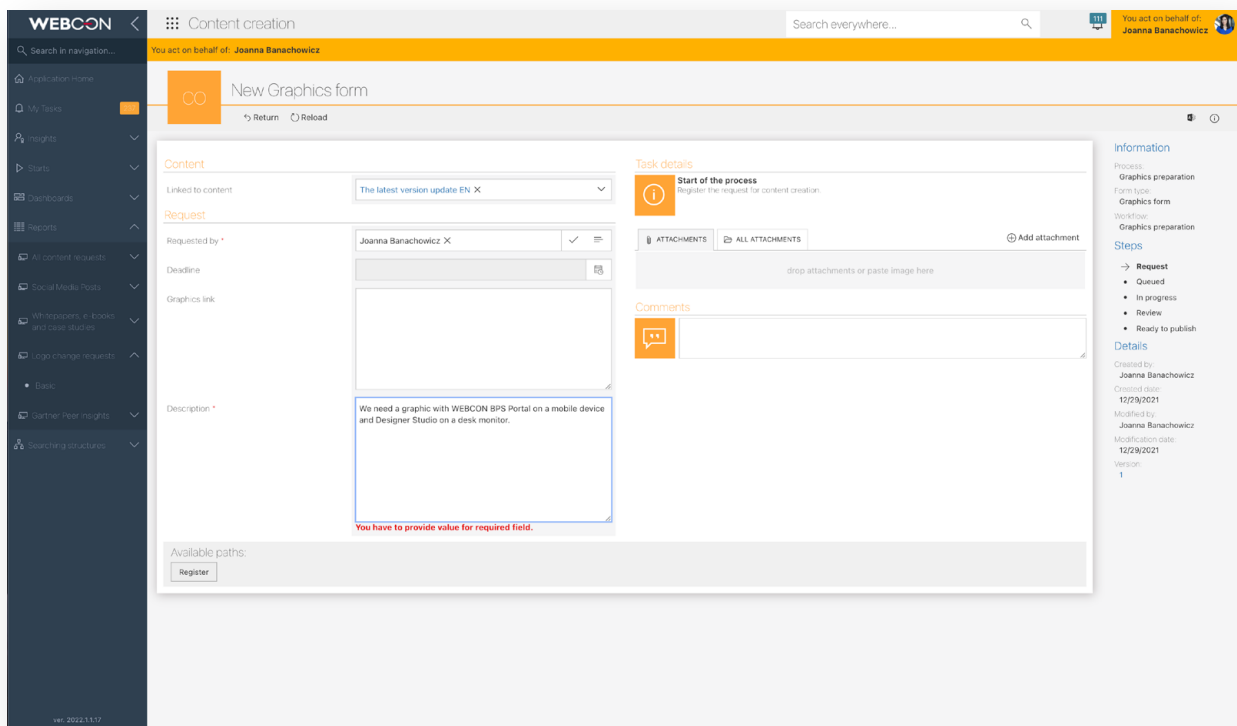 WEBCON
Content creation
Search everywhere...
111
You act on behalf of:
Joanna Banachowicz
Search in navigation...
You act on behalf of: Joanna Banachowicz
Application Home
My Tasks
Insights
Starts
Dashboards
Reports
All content requests
Social Media Posts
Whitepapers, e-books
and case studies
Logo change requests
Basic
Gartner Peer Insights
Searching structures
ver. 2022.1.1.17
CO
New Graphics form
Return
Reload
Content
Linked to content
The latest version update EN
Request
Requested by *
Joanna Banachowicz
Deadline
Graphics link
Description *
We need a graphic with WEBCON BPS Portal on a mobile device
and Designer Studio on a desk monitor.
You have to provide value for required field.
Available paths:
Register
Task details
Start of the process
Register the request for content creation.
ATTACHMENTS
ALL ATTACHMENTS
Add attachment
drop attachments or paste image here
Comments
Information
Process:
Graphics preparation
Form type:
Graphics form
Workflow:
Graphics preparation
Steps
Request
Queued
In progress
Review
Ready to publish
Details
Created by:
Joanna Banachowicz
Created date:
12/29/2021
Modified by:
Joanna Banachowicz
Modification date:
12/29/2021
Version:
1